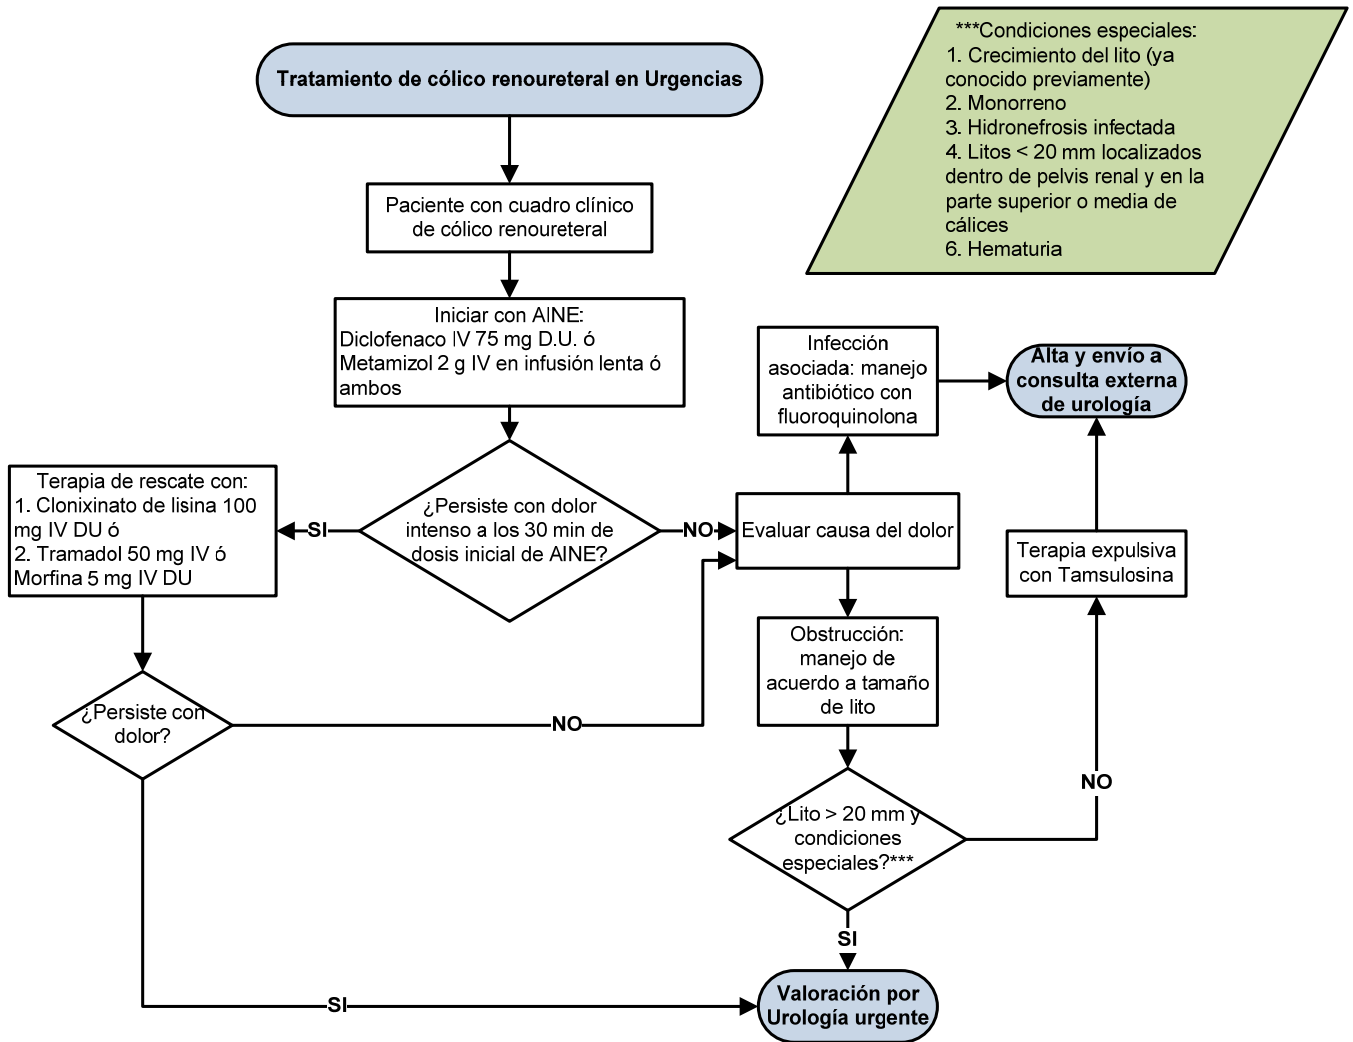 Tratamiento de cólico renoureteral en Urgencias
***Condiciones especiales:
1. Crecimiento del lito (ya
conocido previamente)
2. Monorreno
3. Hidronefrosis infectada
4. Litos < 20 mm localizados
dentro de pelvis renal y en la
parte superior o media de
cálices
6. Hematuria
Paciente con cuadro clínico
de cólico renoureteral
Iniciar con AINE:
Diclofenaco IV 75 mg D.U. ó
Metamizol 2 g IV en infusión lenta ó
ambos
Infección
asociada: manejo
antibiótico con
fluoroquinolona
Alta y envío a
consulta externa
de urología
Terapia de rescate con:
1. Clonixinato de lisina 100
mg IV DU ó
2. Tramadol 50 mg IV ó
Morfina 5 mg IV DU
SI
¿Persiste con dolor
intenso a los 30 min de
dosis inicial de AINE?
NO
Evaluar causa del dolor
Terapia expulsiva
con Tamsulosina
Obstrucción:
manejo de
acuerdo a tamaño
de lito
¿Persiste con
dolor?
NO
NO
¿Lito > 20 mm y
condiciones
especiales?***
SI
SI
Valoración por
Urología urgente